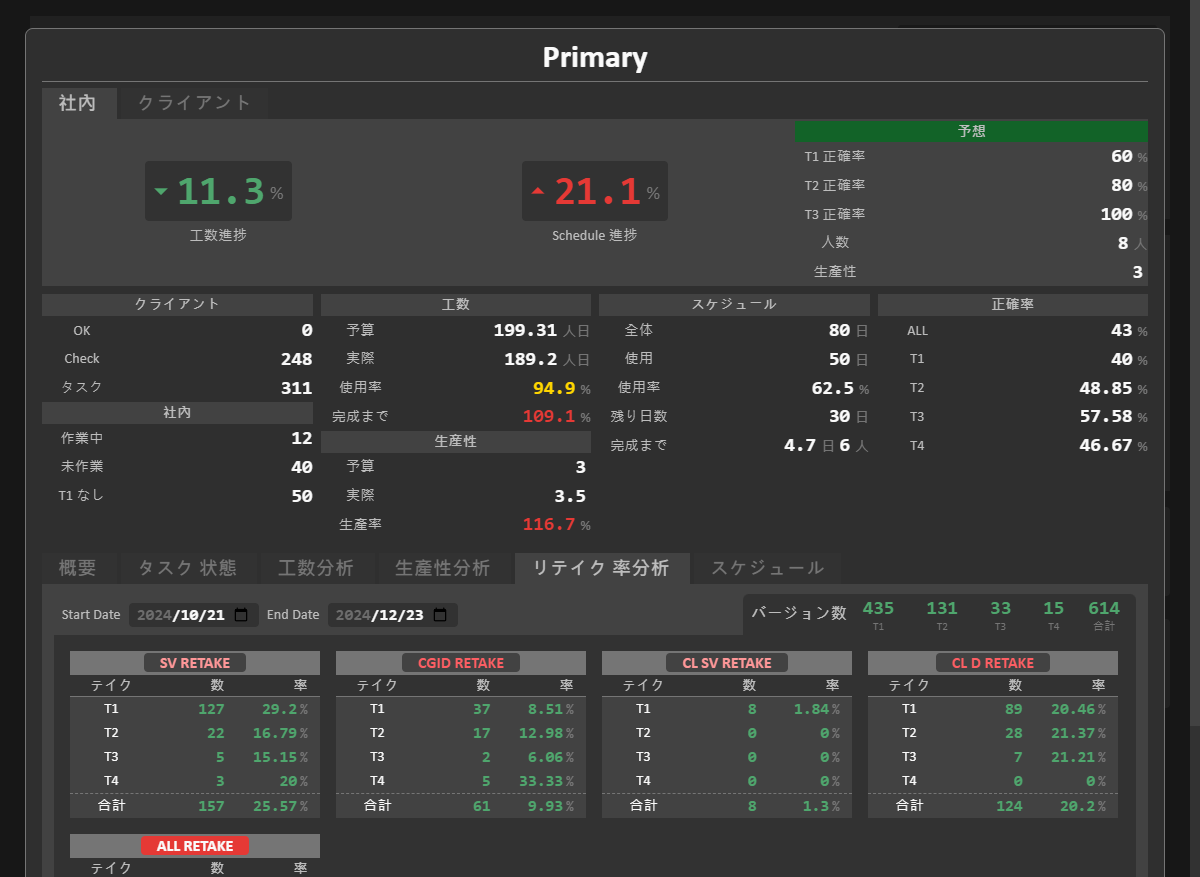 Primary
社內 クライアント
予想
T1 正確率 60 %
T2 正確率 80 %
T3 正確率 100 %
人数 8 人
生産性 3
11.3 %
工数進捗
21.1 %
Schedule 進捗
クライアント
OK 0
Check 248
タスク 311
社內
作業中 12
未作業 40
T1 なし 50
工数
予算 199.31 人日
実際 189.2 人日
使用率 94.9 %
完成まで 109.1 %
生産性
予算 3
実際 3.5
生產率 116.7 %
スケジュール
全体 80 日
使用 50 日
使用率 62.5 %
残り日数 30 日
完成まで 4.7 日 6 人
正確率
ALL 43 %
T1 40 %
T2 48.85 %
T3 57.58 %
T4 46.67 %
概要 タスク 状態 工数分析 生産性分析 リテイク 率分析 スケジュール
Start Date 2024/10/21 End Date 2024/12/23
バージョン数 435 131 33 15 614
T1 T2 T3 T4 合計
SV RETAKE
テイク 数 率
T1 127 29.2%
T2 22 16.79%
T3 5 15.15%
T4 3 20%
合計 157 25.57%
CGID RETAKE
テイク 数 率
T1 37 8.51%
T2 17 12.98%
T3 2 6.06%
T4 5 33.33%
合計 61 9.93%
CL SV RETAKE
テイク 数 率
T1 8 1.84%
T2 0 0%
T3 0 0%
T4 0 0%
合計 8 1.3%
CL D RETAKE
テイク 数 率
T1 89 20.46%
T2 28 21.37%
T3 7 21.21%
T4 0 0%
合計 124 20.2%
ALL RETAKE
テイク 数 率